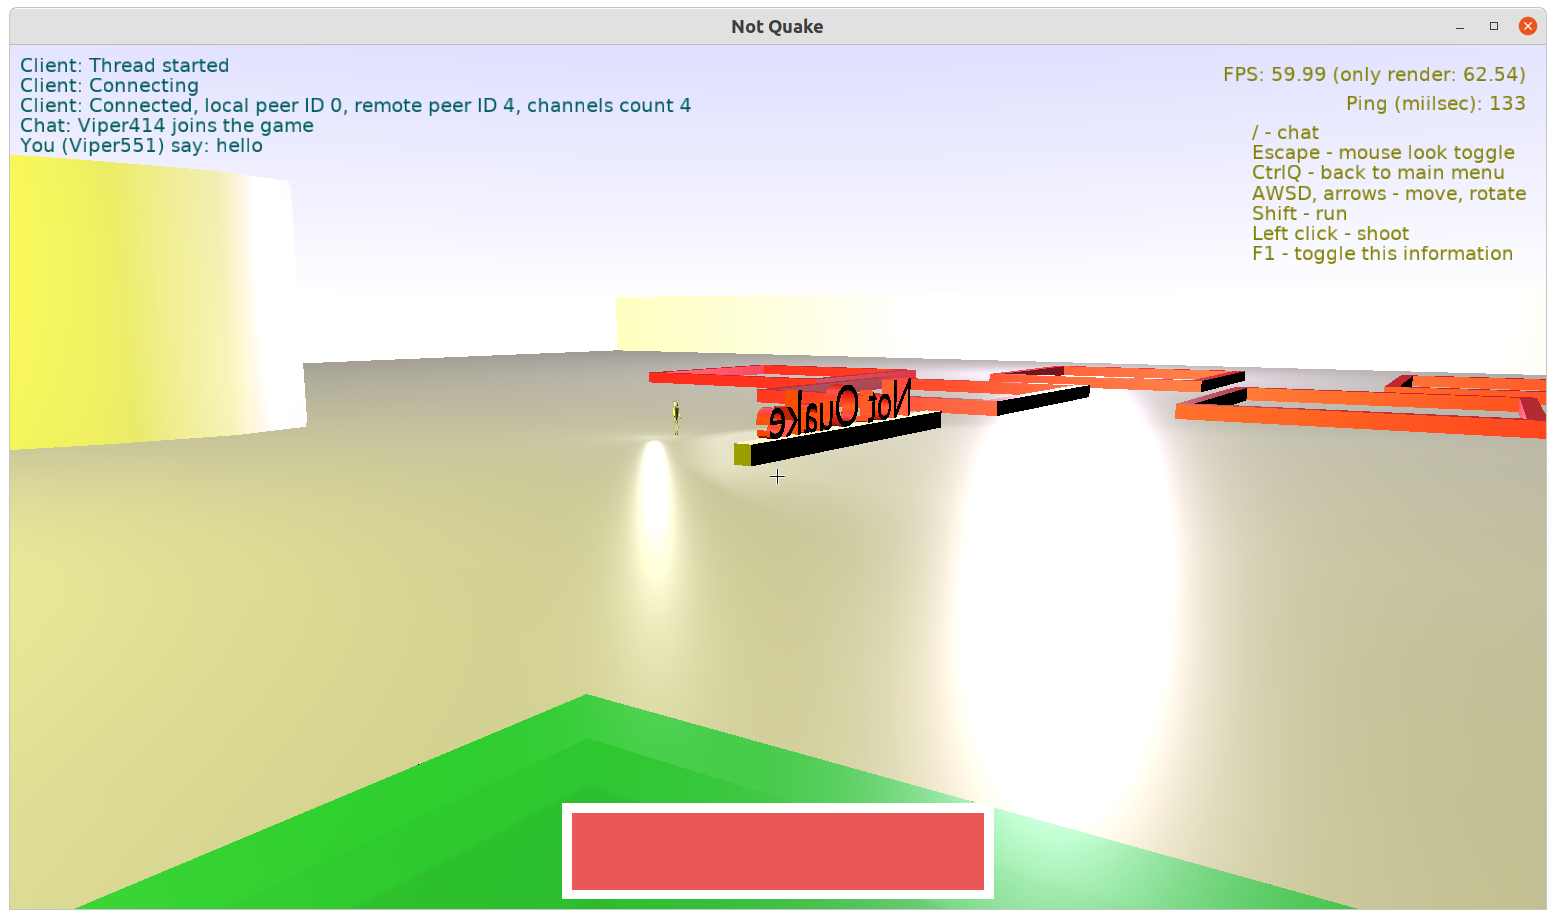 Not Quake
Client: Thread started
Client: Connecting
Client: Connected, local peer ID 0, remote peer ID 4, channels count 4
Chat: Viper414 joins the game
You (Viper551) say: hello
FPS: 59.99 (only render: 62.54)
Ping (miilsec): 133
/ - chat
Escape - mouse look toggle
CtrlQ - back to main menu
AWSD, arrows - move, rotate
Shift - run
Left click - shoot
F1 - toggle this information
Not Quake